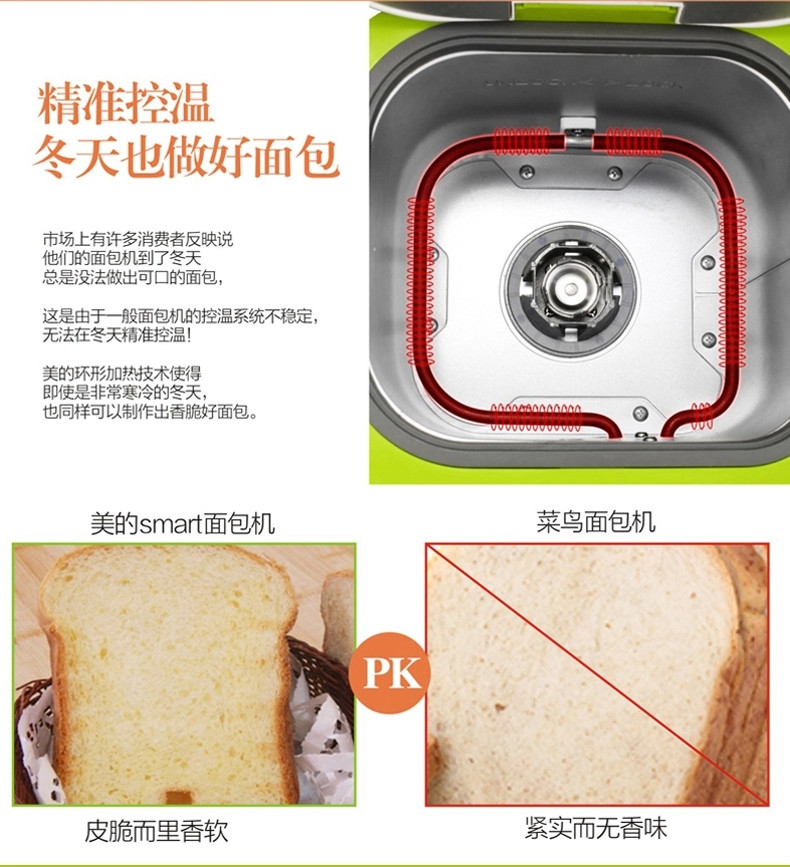 精准控温
冬天也做好面包
市场上有许多消费者反映说
他们的面包机到了冬天
总是没法做出可口的面包，
这是由于一般面包机的控温系统不稳定，
无法在冬天精准控温！
美的环形加热技术使得
即使是非常寒冷的冬天，
也同样可以制作出香脆好面包。
美的smart面包机
菜鸟面包机
PK
皮脆而里香软
紧实而无香味